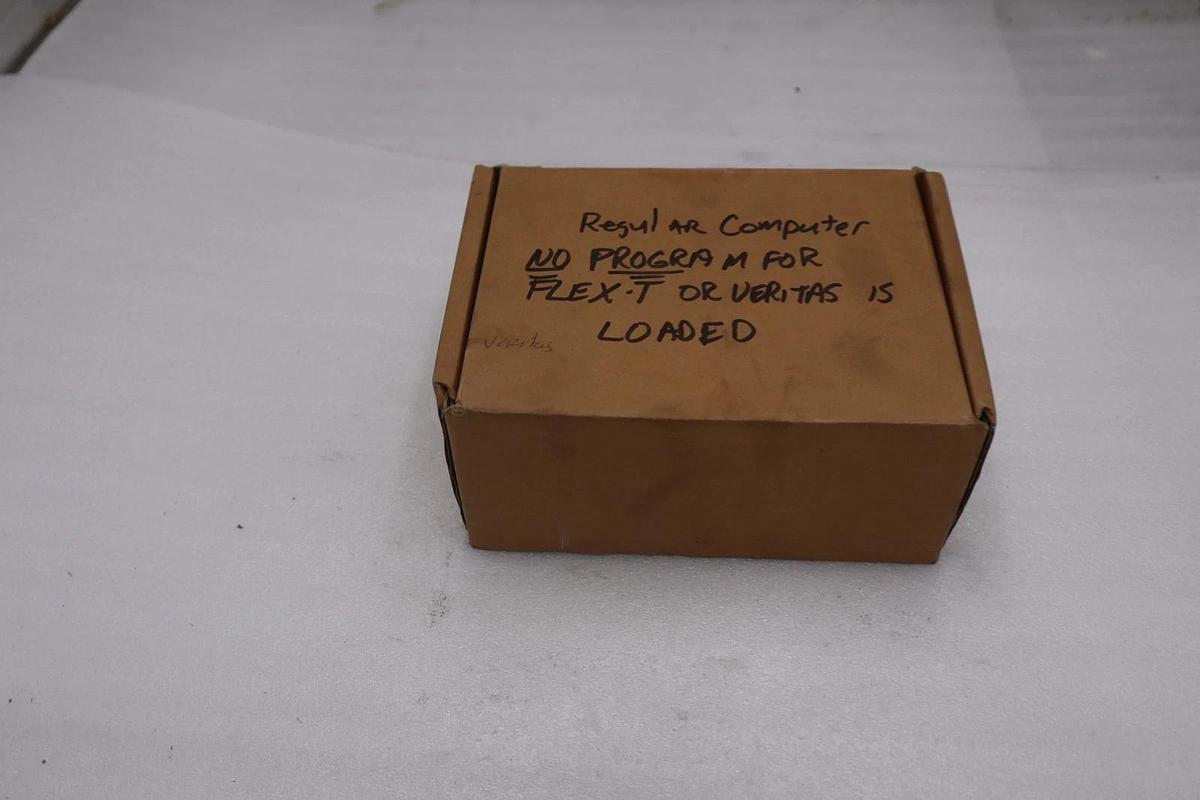 Regular Computer
NO PROGRAM FOR
FLEX-T OR VERITAS IS
LOADED
Veritas